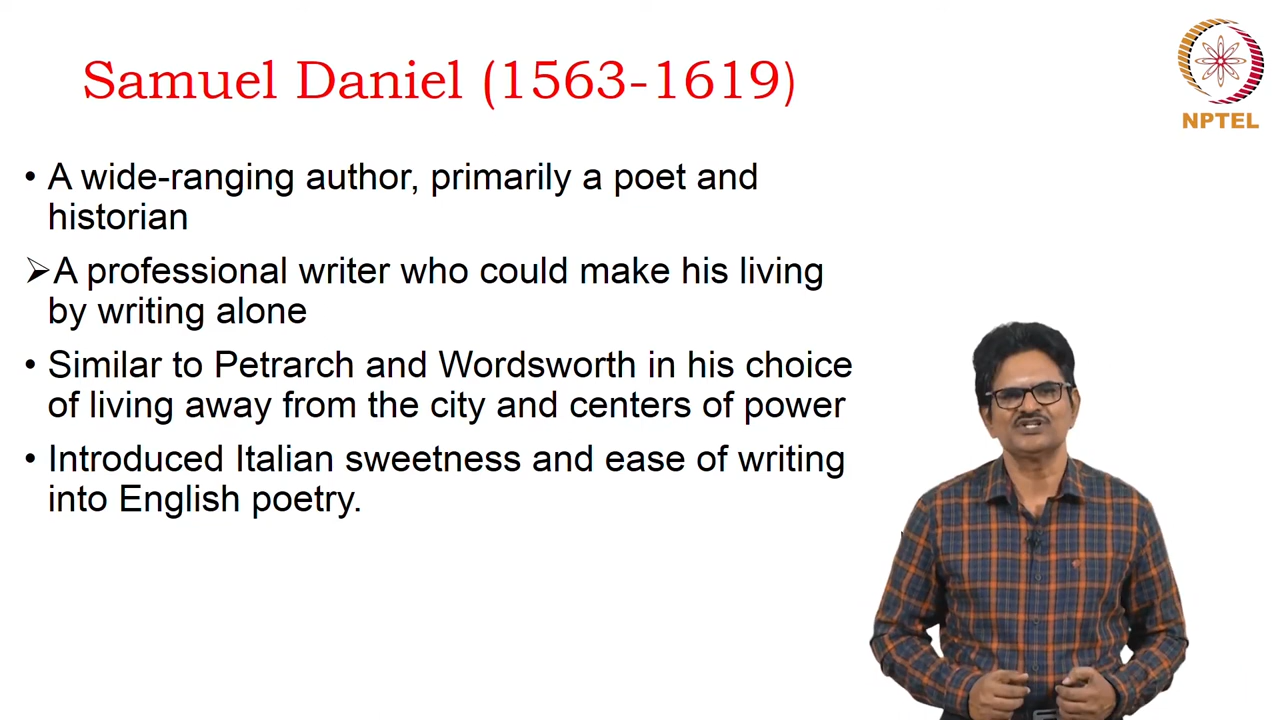 Samuel Daniel (1563-1619)
NPTEL
• A wide-ranging author, primarily a poet and
historian
➢A professional writer who could make his living
by writing alone
• Similar to Petrarch and Wordsworth in his choice
of living away from the city and centers of power
• Introduced Italian sweetness and ease of writing
into English poetry.